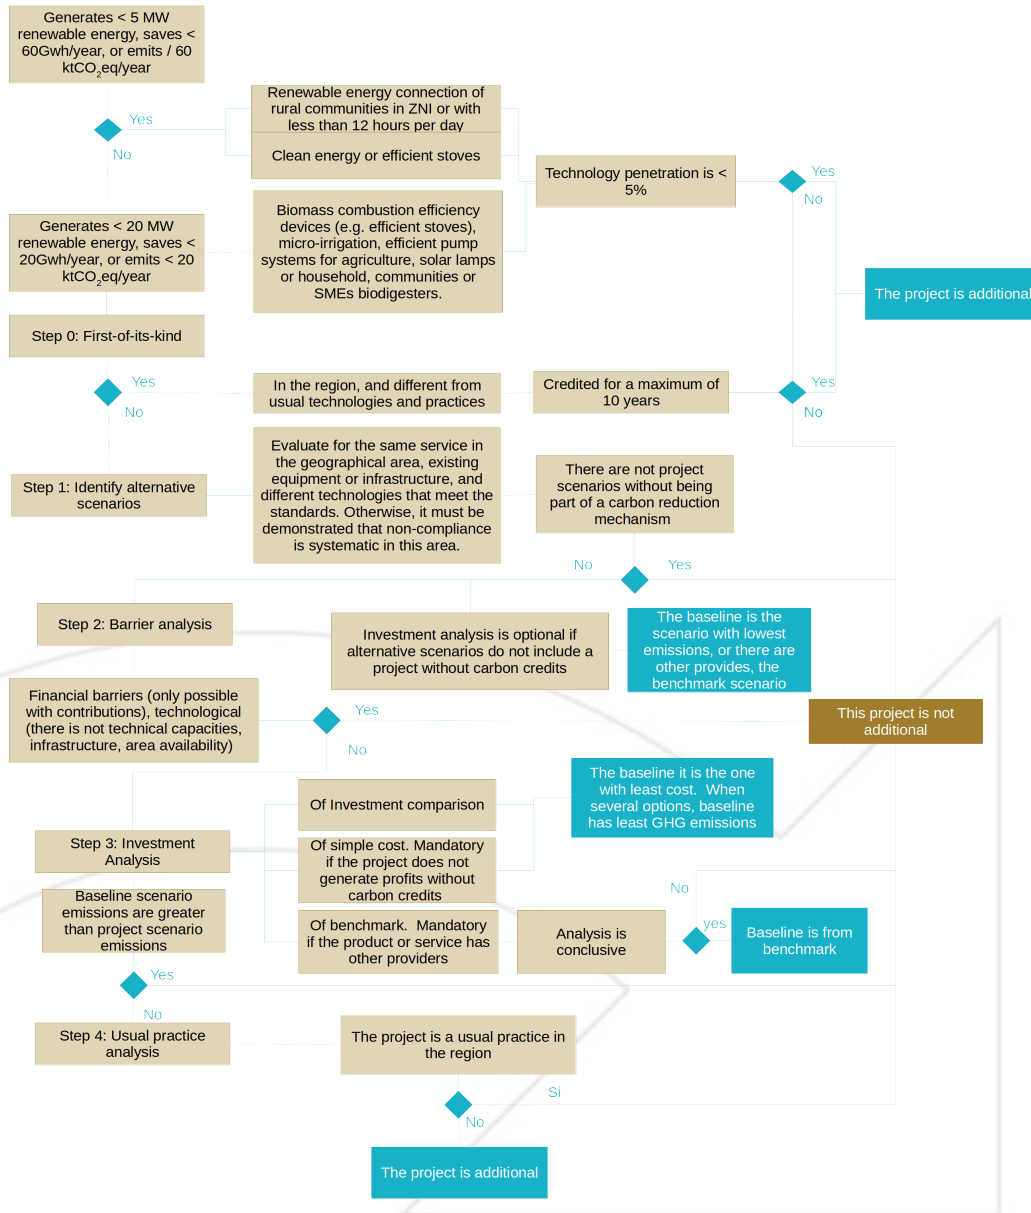 Generates < 5 MW
renewable energy, saves <
60Gwh/year, or emits / 60
ktCO2eq/year
Yes
No
Renewable energy connection of
rural communities in ZNI or with
less than 12 hours per day
Clean energy or efficient stoves
Technology penetration is <
5%
Yes
No
Generates < 20 MW
renewable energy, saves <
20Gwh/year, or emits < 20
ktCO2eq/year
Biomass combustion efficiency
devices (e.g. efficient stoves),
micro-irrigation, efficient pump
systems for agriculture, solar lamps
or household, communities or
SMEs biodigesters.
The project is additional
Step 0: First-of-its-kind
Yes
No
In the region, and different from
usual technologies and practices
Credited for a maximum of
10 years
Yes
No
Step 1: Identify alternative
scenarios
Evaluate for the same service in
the geographical area, existing
equipment or infrastructure, and
different technologies that meet the
standards. Otherwise, it must be
demonstrated that non-compliance
is systematic in this area.
There are not project
scenarios without being
part of a carbon reduction
mechanism
No
Yes
Step 2: Barrier analysis
Investment analysis is optional if
alternative scenarios do not include a
project without carbon credits
The baseline is the
scenario with lowest
emissions, or there are
other provides, the
benchmark scenario
Financial barriers (only possible
with contributions), technological
(there is not technical capacities,
infrastructure, area availability)
Yes
No
This project is not
additional
Step 3: Investment
Analysis
Of Investment comparison
The baseline it is the one
with least cost. When
several options, baseline
has least GHG emissions
Of simple cost. Mandatory
if the project does not
generate profits without
carbon credits
Baseline scenario
emissions are greater
than project scenario
emissions
Of benchmark. Mandatory
if the product or service has
other providers
Analysis is
conclusive
No
yes
Baseline is from
benchmark
Yes
No
Step 4: Usual practice
analysis
The project is a usual practice in
the region
Si
No
The project is additional